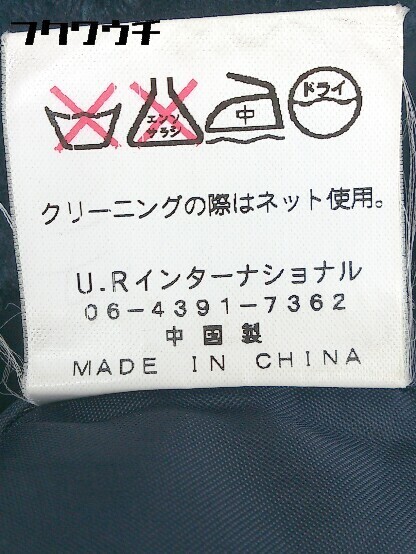 フクワウチ
エンソ
サラシ
中
ドライ
クリーニングの際はネット使用。
U.Rインターナショナル
06-4391-7362
中国製
MADE IN CHINA